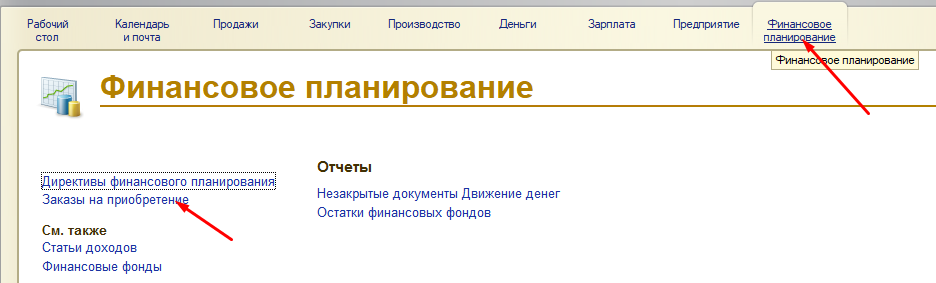 Рабочий
стол
Календарь
и почта
Продажи
Закупки
Производство
Деньги
Зарплата
Предприятие
Финансовое
планирование
Финансовое планирование
Финансовое планирование
Директивы финансового планирования
Заказы на приобретение
См. также
Статьи доходов
Финансовые фонды
Отчеты
Незакрытые документы Движение денег
Остатки финансовых фондов